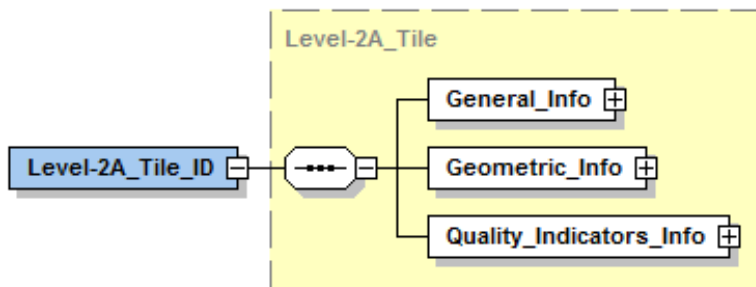 Level-2A_Tile
General_Info
Level-2A_Tile_ID
Geometric_Info
Quality_Indicators_Info